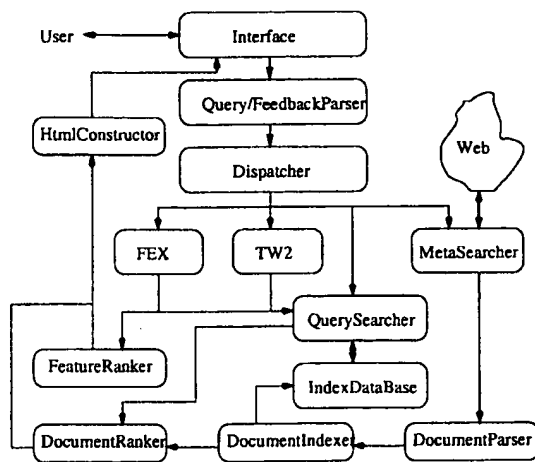 User
Interface
Query/FeedbackParser
HtmlConstructor
Web
Dispatcher
FEX
TW2
MetaSearcher
QuerySearcher
FeatureRanker
IndexDataBase
DocumentRanker
DocumentIndexer
DocumentParser